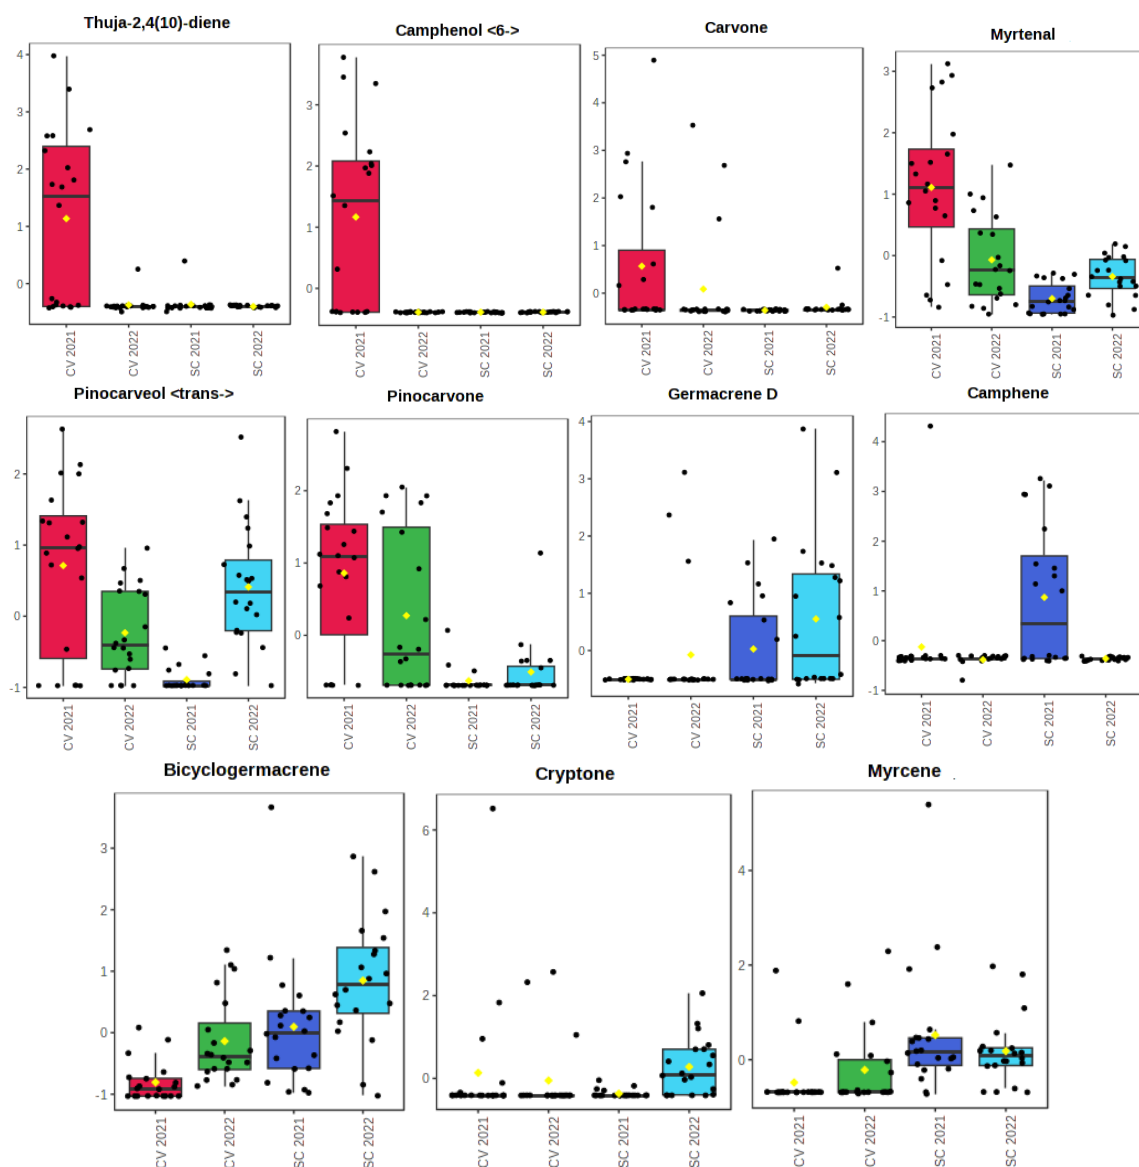 Thuja-2,4(10)-diene
4
3
2
1
0
CV 2021
CV 2022
SC 2021
SC 2022
Camphenol <6->
3
2
1
0
CV 2021
CV 2022
SC 2021
SC 2022
Carvone
5
4
3
2
1
0
CV 2021
CV 2022
SC 2021
SC 2022
Myrtenal
3
2
1
0
-1
CV 2021
CV 2022
SC 2021
SC 2022
Pinocarveol <trans->
2
1
0
-1
CV 2021
CV 2022
SC 2021
SC 2022
Pinocarvone
2
1
0
CV 2021
CV 2022
SC 2021
SC 2022
Germacrene D
4
3
2
1
0
CV 2021
CV 2022
SC 2021
SC 2022
Camphene
4
3
2
1
0
-1
CV 2021
CV 2022
SC 2021
SC 2022
Bicyclogermacrene
3
2
1
0
-1
CV 2021
CV 2022
SC 2021
SC 2022
Cryptone
6
4
2
0
CV 2021
CV 2022
SC 2021
SC 2022
Myrcene
4
2
0
CV 2021
CV 2022
SC 2021
SC 2022